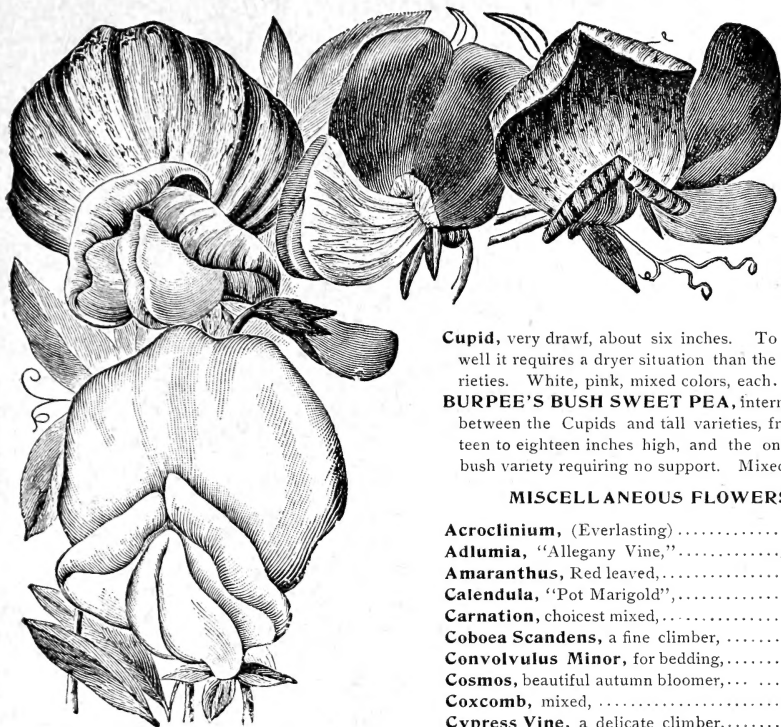 Cupid, very drawf, about six inches. To
well it requires a dryer situation than the
rieties. White, pink, mixed colors, each.
BURPEE'S BUSH SWEET PEA, interm
between the Cupids and tall varieties, fr
teen to eighteen inches high, and the on
bush variety requiring no support. Mixed
MISCELLANEOUS FLOWERS
Acroclinium, (Everlasting) ..............
Adlumia, "Allegany Vine,"..............
Amaranthus, Red leaved,..............
Calendula, "Pot Marigold",..............
Carnation, choicest mixed,..............
Coboea Scandens, a fine climber, ........
Convolvulus Minor, for bedding,........
Cosmos, beautiful autumn bloomer,... ...
Coxcomb, mixed, ......................
Cypress Vine, a delicate climber,........